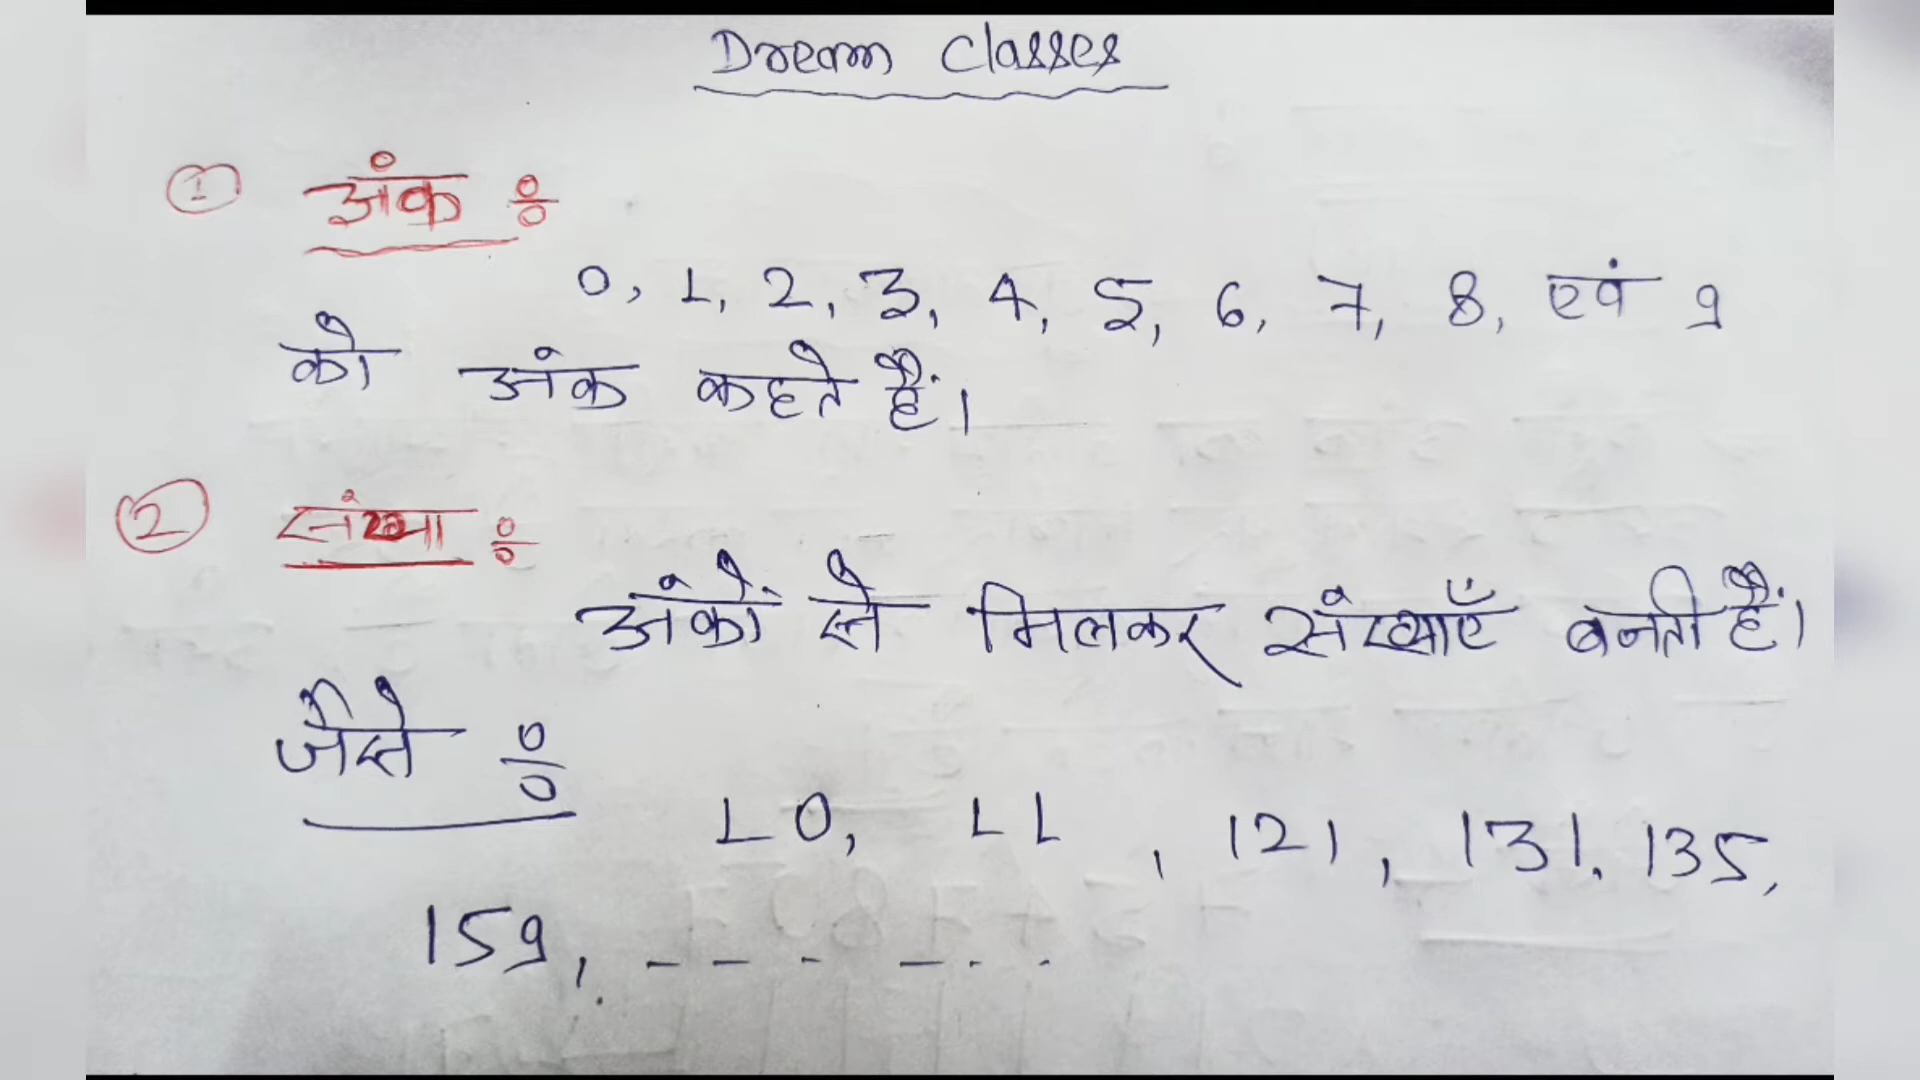 Dream Classes
① अंक :
0, 1, 2, 3, 4, 5, 6, 7, 8, एवं 9
को अंक कहते हैं।
② संख्या :
अंकों से मिलकर संख्याएँ बनती हैं।
जैसे :
10, 11, 121, 131, 135,
159, - - - - - -